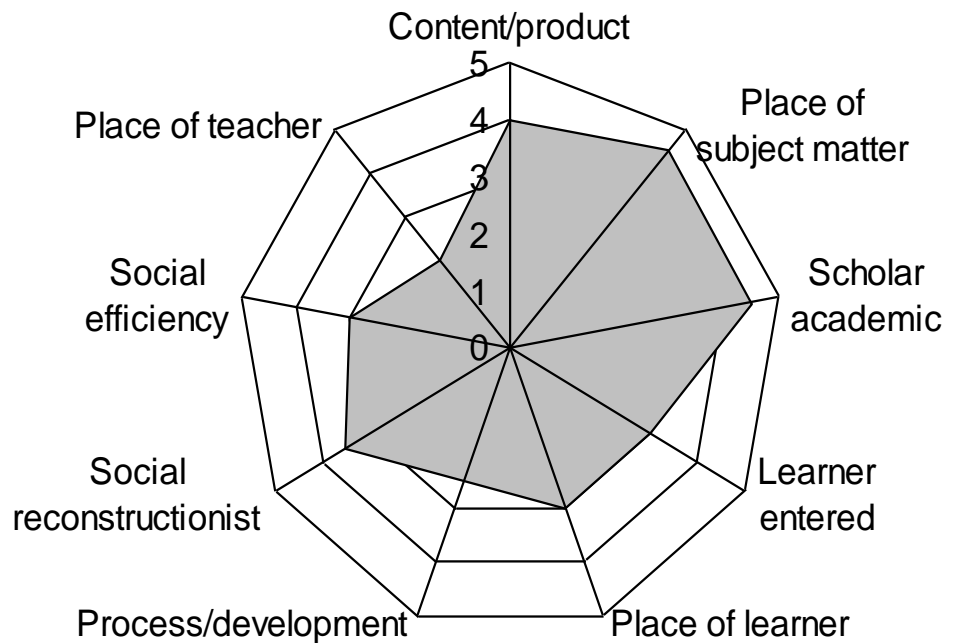 Content/product
5
4
3
2
1
0
Place of
subject matter
Scholar
academic
Learner
entered
Place of learner
Process/development
Social
reconstructionist
Social
efficiency
Place of teacher